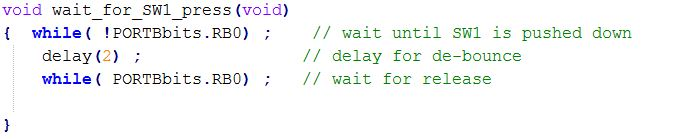 void wait_for_SW1_press(void)
{  while( !PORTBbits.RB0) ;    // wait until SW1 is pushed down
    delay(2) ;                // delay for de-bounce
    while( PORTBbits.RB0) ;   // wait for release
}